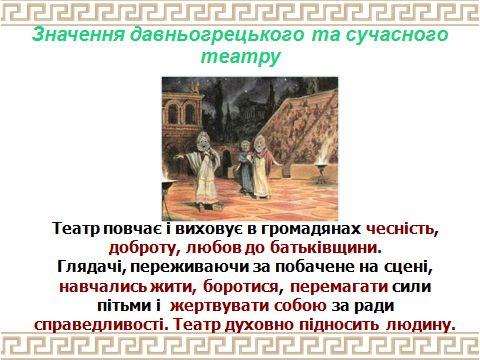 Значення давньогрецького та сучасного
театру
Театр повчає і виховує в громадянах чесність,
доброту, любов до батьківщини.
Глядачі, переживаючи за побачене на сцені,
навчались жити, боротися, перемагати сили
пітьми і жертвувати собою за ради
справедливості. Театр духовно підносить людину.